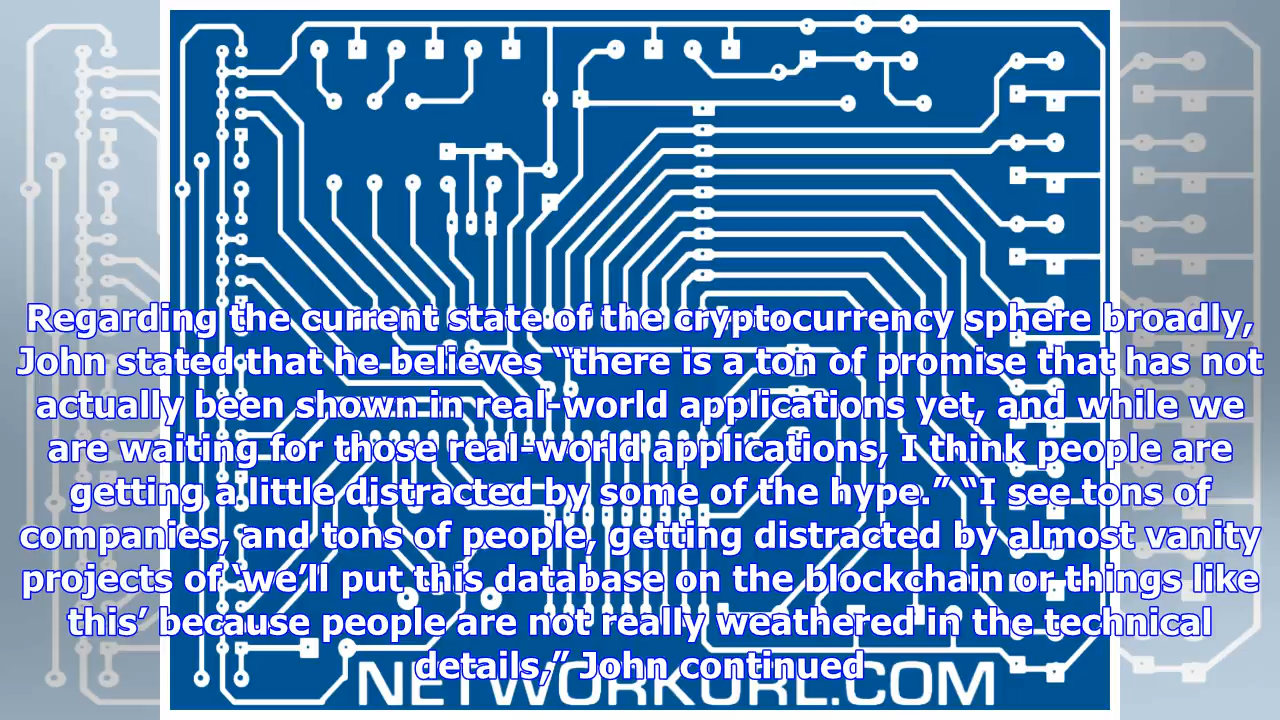 Regarding the current state of the cryptocurrency sphere broadly,
John stated that he believes “there is a ton of promise that has not
actually been shown in real-world applications yet, and while we
are waiting for those real-world applications, I think people are
getting a little distracted by some of the hype.” “I see tons of
companies, and tons of people, getting distracted by almost vanity
projects of ‘we’ll put this database on the blockchain or things like
this’ because people are not really weathered in the technical
details,” John continued
NETWORKURL.COM